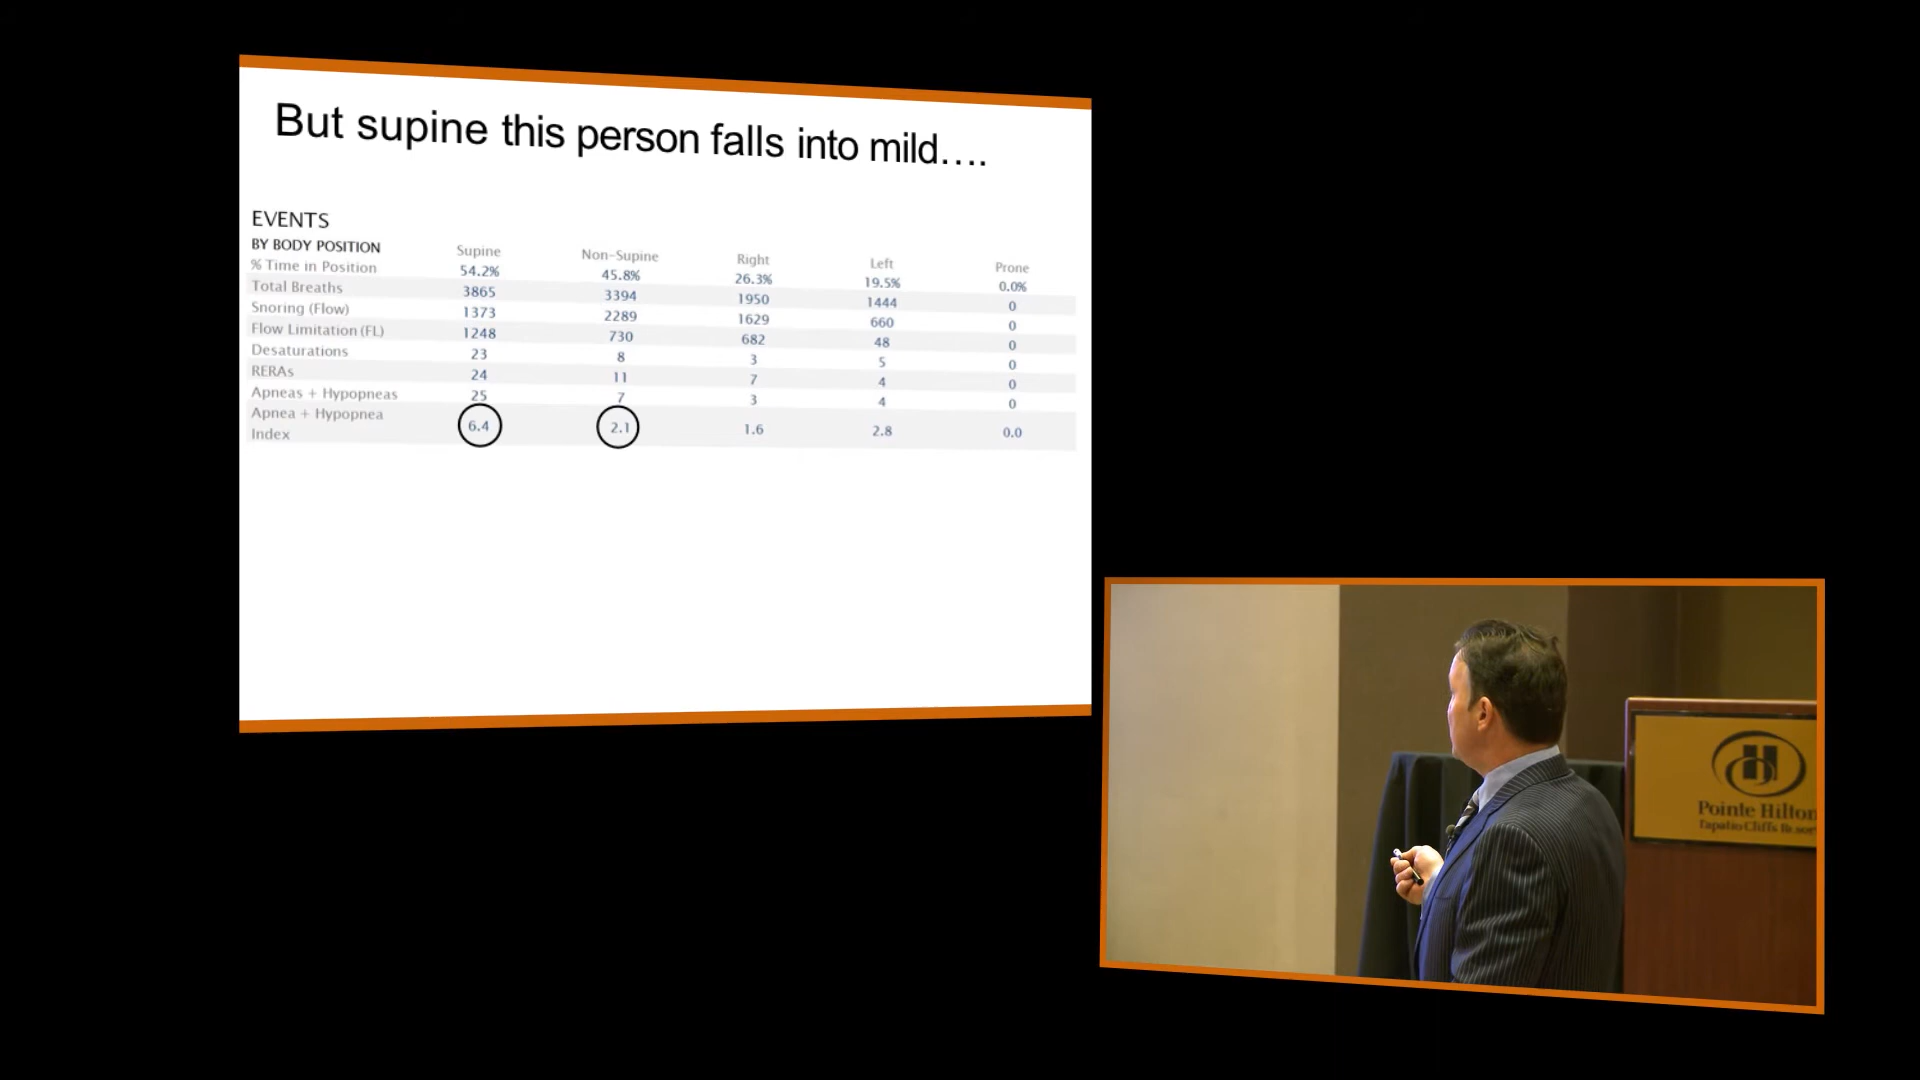 But supine this person falls into mild....
EVENTS
BY BODY POSITION Supine Non-Supine Right Left Prone
% Time in Position 54.2% 45.8% 26.3% 19.5% 0.0%
Total Breaths 3865 3394 1950 1444 0
Snoring (Flow) 1373 2289 1629 660 0
Flow Limitation (FL) 1248 730 682 48 0
Desaturations 23 8 3 5 0
RERAs 24 11 7 4 0
Apneas + Hypopneas 25 7 3 4 0
Apnea + Hypopnea
Index 6.4 2.1 1.6 2.8 0.0
H
Pointe Hilton
Tapatio Cliffs Resor